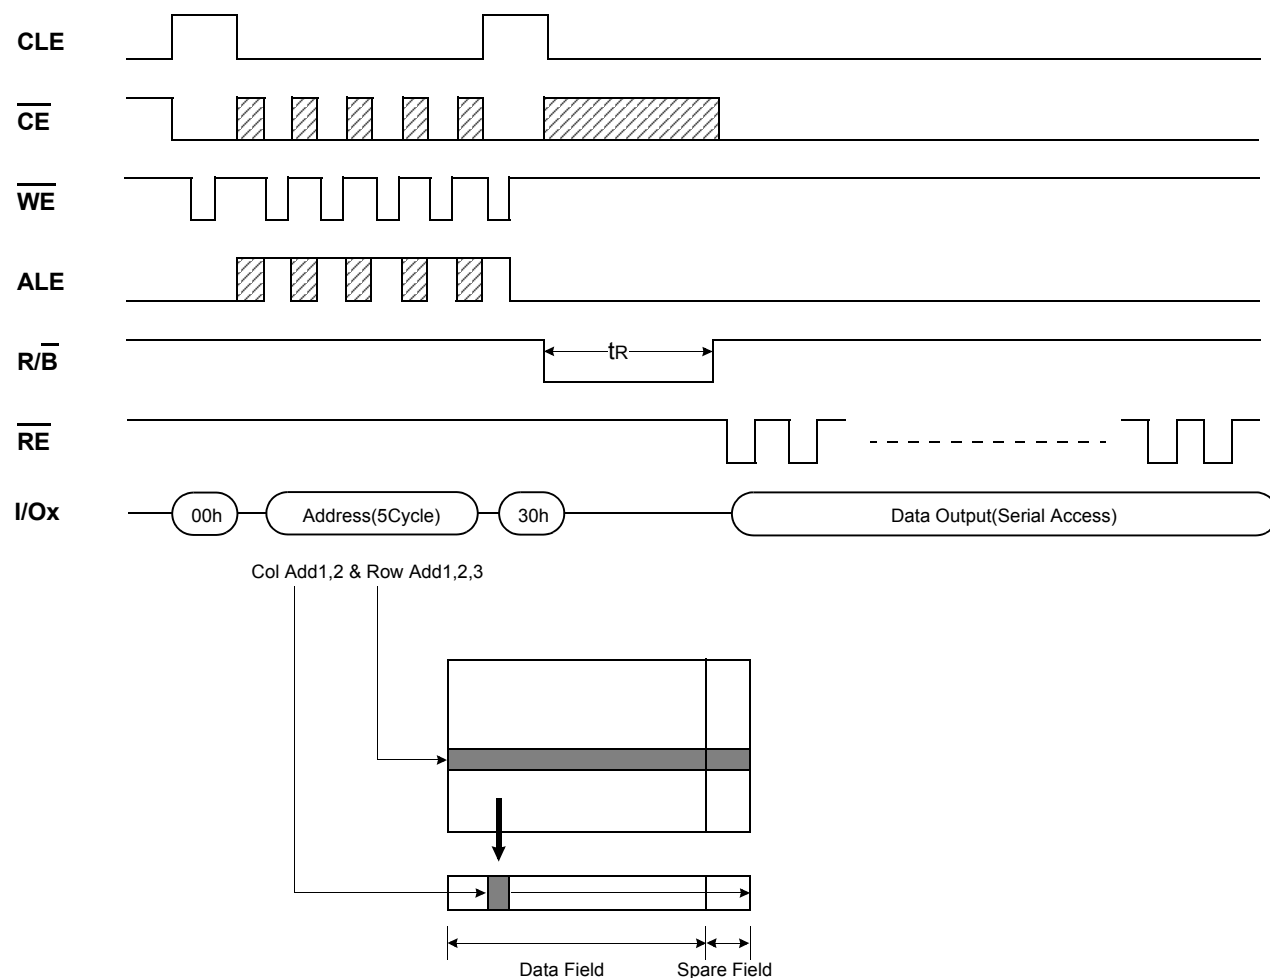 CLE
CE
WE
ALE
R/B
tR
RE
I/Ox
00h
Address(5Cycle)
30h
Data Output(Serial Access)
Col Add1,2 & Row Add1,2,3
Data Field
Spare Field